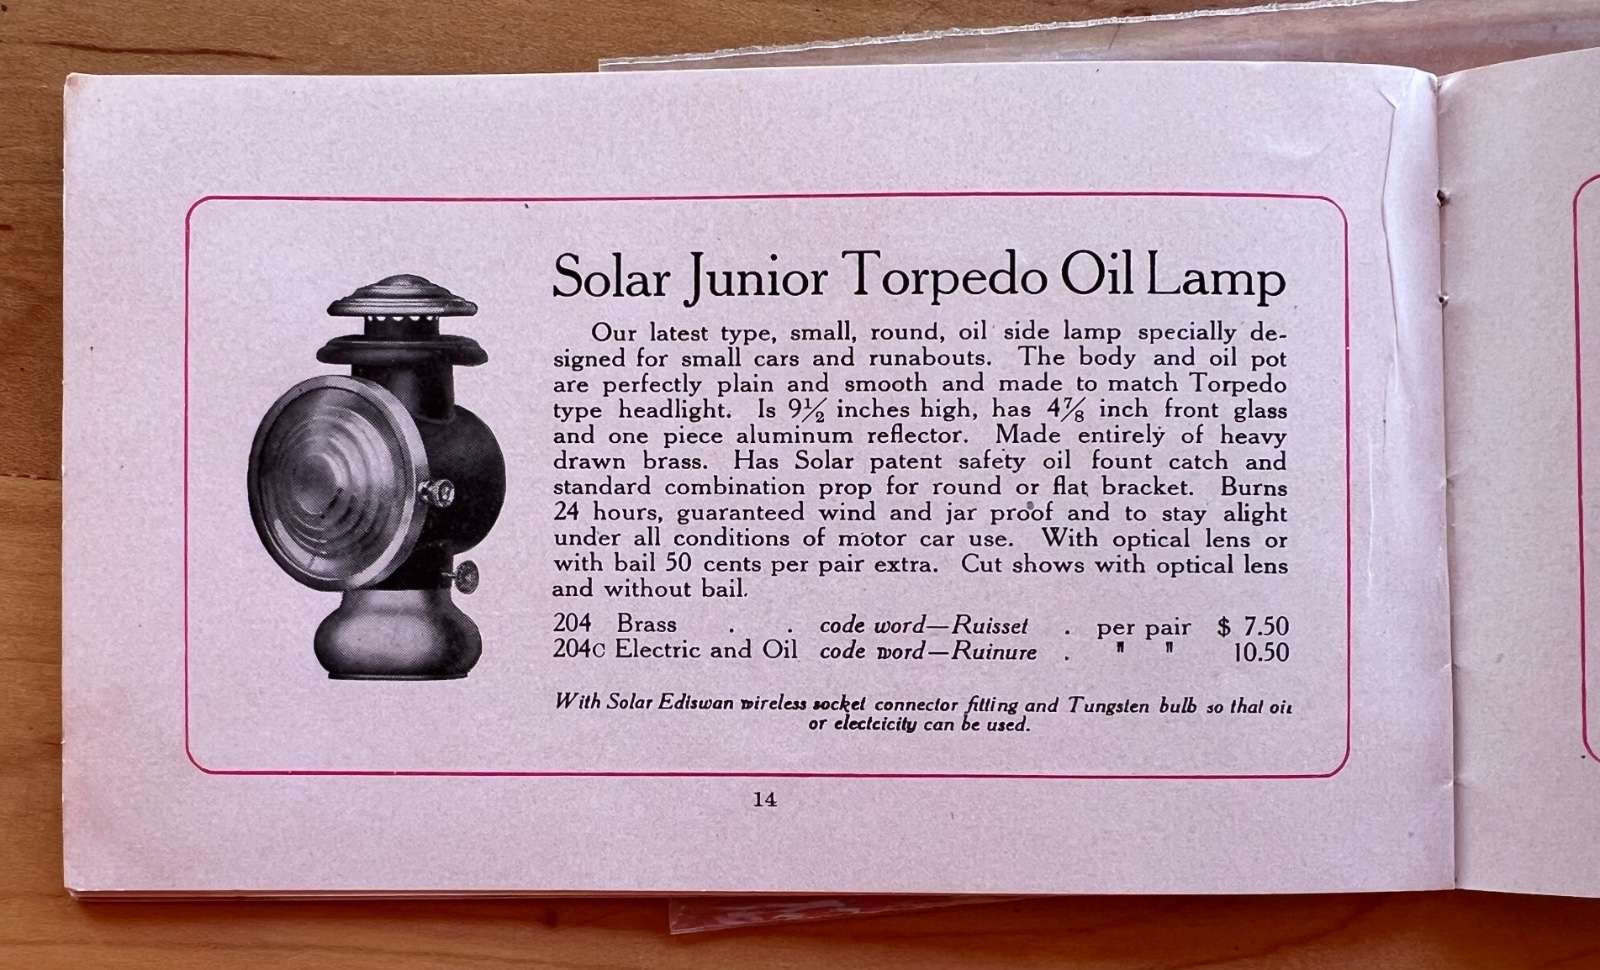 Solar Junior Torpedo Oil Lamp
Our latest type, small, round, oil side lamp specially de-
signed for small cars and runabouts. The body and oil pot
are perfectly plain and smooth and made to match Torpedo
type headlight. Is 9½ inches high, has 4⅞ inch front glass
and one piece aluminum reflector. Made entirely of heavy
drawn brass. Has Solar patent safety oil fount catch and
standard combination prop for round or flat bracket. Burns
24 hours, guaranteed wind and jar proof and to stay alight
under all conditions of motor car use. With optical lens or
with bail 50 cents per pair extra. Cut shows with optical lens
and without bail.
204 Brass . . code word—Ruisset . per pair $ 7.50
204c Electric and Oil code word—Ruinure . " " 10.50
With Solar Ediswan wireless socket connector fitting and Tungsten bulb so that oil
or electcicity can be used.
14